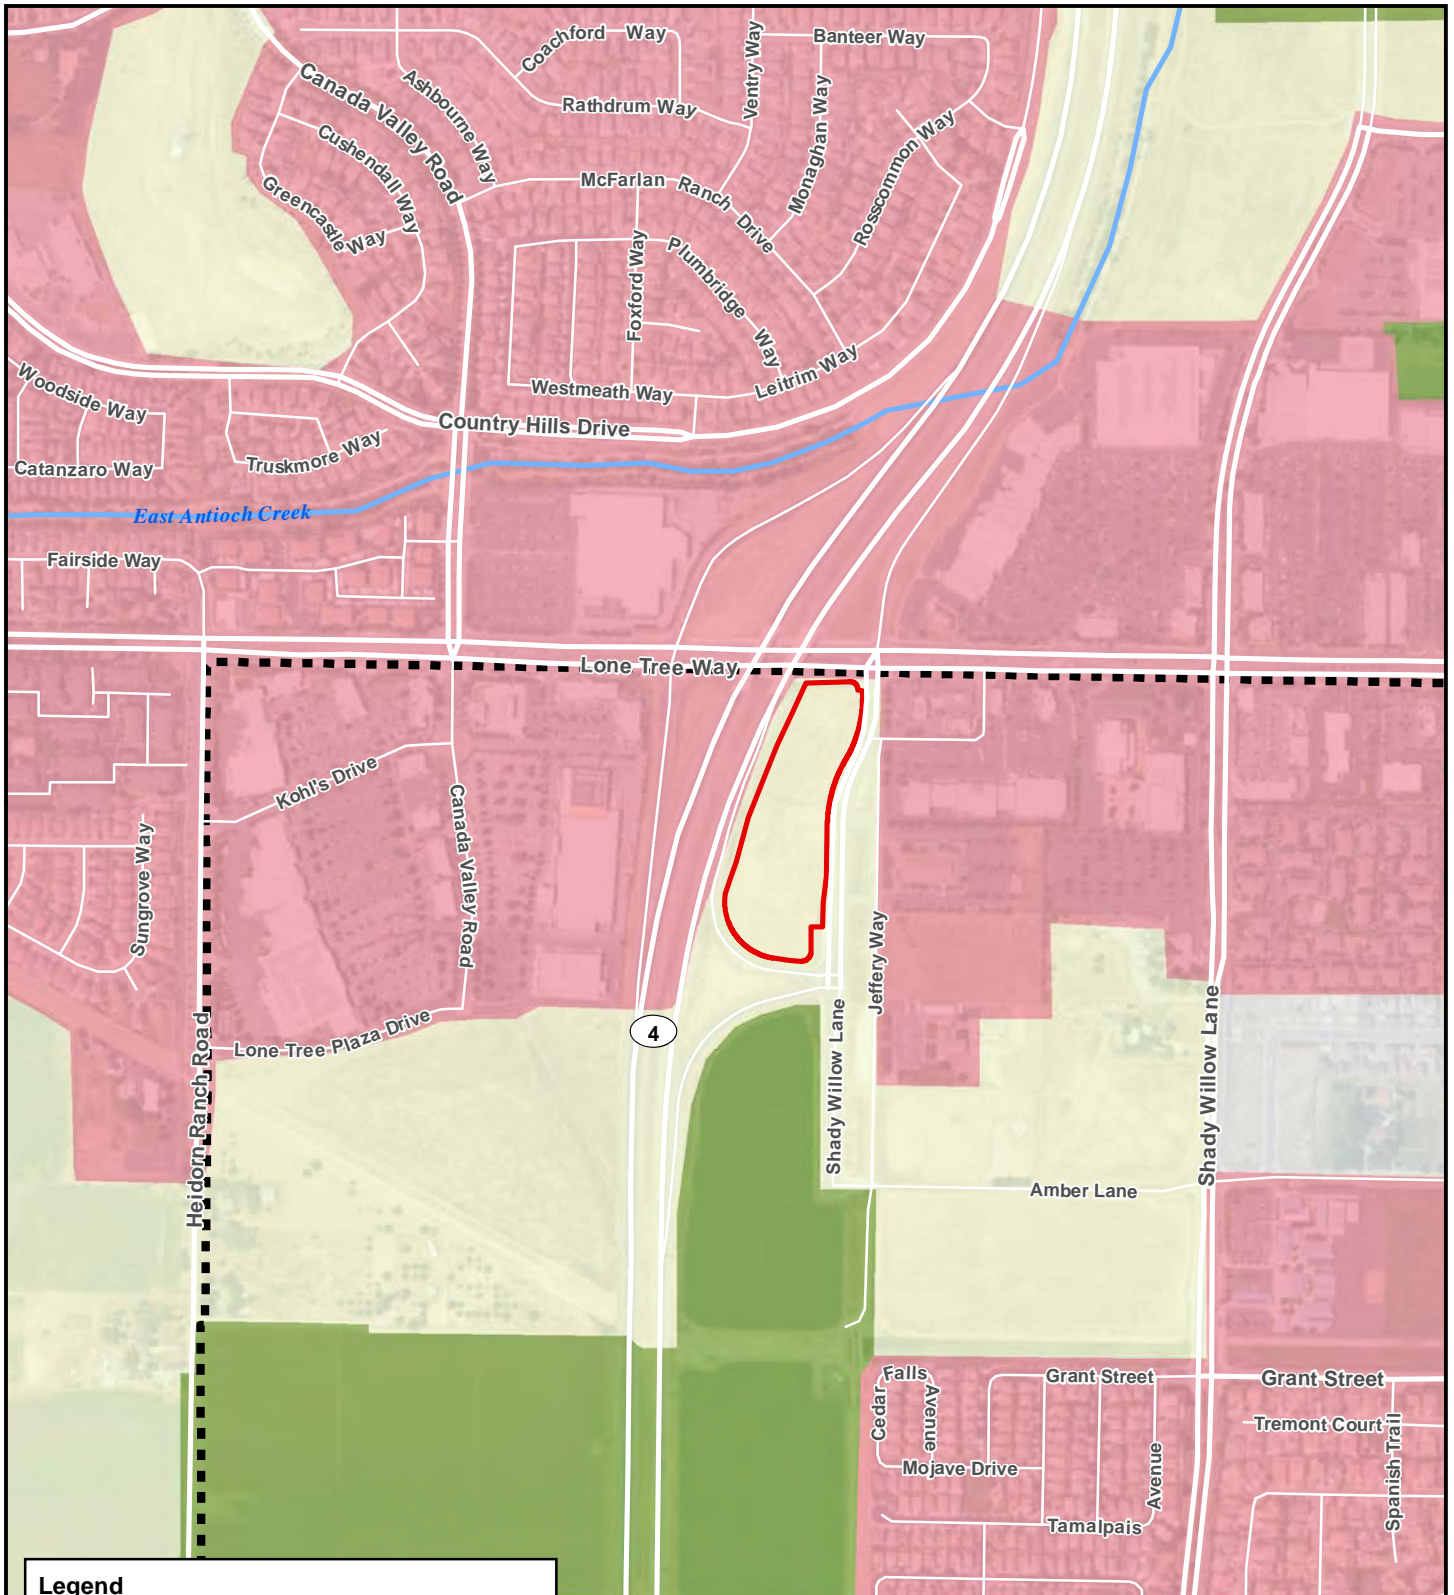 Coachford Way
Banteer Way
Ventry Way
Canada Valley Road
Ashbourne Way
Rathdrum Way
Monaghan Way
Rosscommon Way
Cushendall Way
Greencastle Way
McFarlan Ranch Drive
Foxford Way
Plumbridge Way
Woodside Way
Westmeath Way
Leitrim Way
Country Hills Drive
Truskmore Way
Catanzaro Way
East Antioch Creek
Fairside Way
Lone Tree Way
Kohl's Drive
Canada Valley Road
Sungrove Way
Jeffery Way
Lone Tree Plaza Drive
4
Heidorn Ranch Road
Shady Willow Lane
Shady Willow Lane
Amber Lane
Falls Avenue
Cedar
Grant Street
Grant Street
Tremont Court
Spanish Trail
Mojave Drive
Tamalpais Avenue
Legend